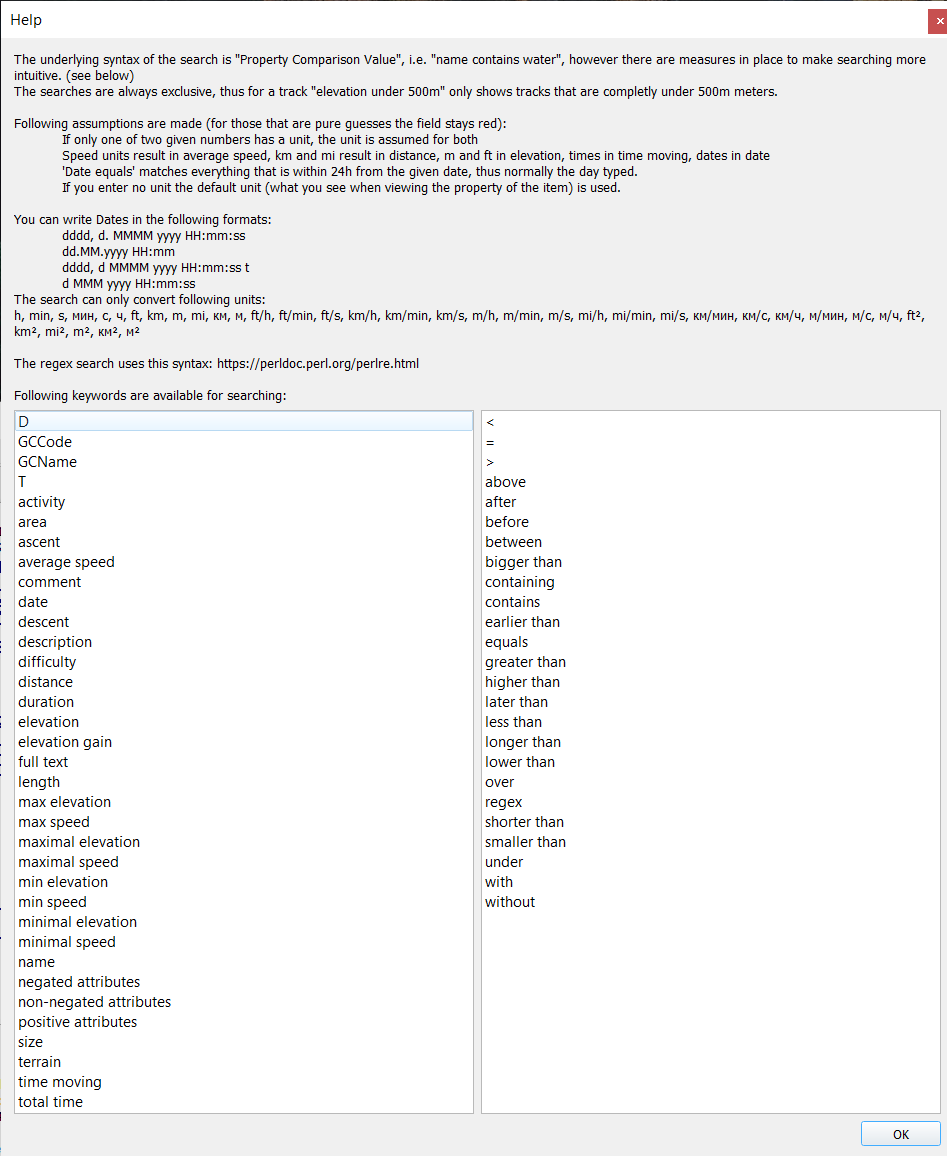 Help
The underlying syntax of the search is "Property Comparison Value", i.e. "name contains water", however there are measures in place to make searching more
intuitive. (see below)
The searches are always exclusive, thus for a track "elevation under 500m" only shows tracks that are completly under 500m meters.
Following assumptions are made (for those that are pure guesses the field stays red):
If only one of two given numbers has a unit, the unit is assumed for both
Speed units result in average speed, km and mi result in distance, m and ft in elevation, times in time moving, dates in date
'Date equals' matches everything that is within 24h from the given date, thus normally the day typed.
If you enter no unit the default unit (what you see when viewing the property of the item) is used.
You can write Dates in the following formats:
dddd, d. MMMM yyyy HH:mm:ss
dd.MM.yyyy HH:mm
dddd, d MMMM yyyy HH:mm:ss t
d MMM yyyy HH:mm:ss
The search can only convert following units:
h, min, s, мин, с, ч, ft, km, m, mi, км, м, ft/h, ft/min, ft/s, km/h, km/min, km/s, m/h, m/min, m/s, mi/h, mi/min, mi/s, км/мин, км/с, км/ч, м/мин, м/с, м/ч, ft²,
km², mi², m², км², м²
The regex search uses this syntax: https://perldoc.perl.org/perlre.html
Following keywords are available for searching:
D
GCCode
GCName
T
activity
area
ascent
average speed
comment
date
descent
description
difficulty
distance
duration
elevation
elevation gain
full text
length
max elevation
max speed
maximal elevation
maximal speed
min elevation
min speed
minimal elevation
minimal speed
name
negated attributes
non-negated attributes
positive attributes
size
terrain
time moving
total time
<
=
>
above
after
before
between
bigger than
containing
contains
earlier than
equals
greater than
higher than
later than
less than
longer than
lower than
over
regex
shorter than
smaller than
under
with
without
OK